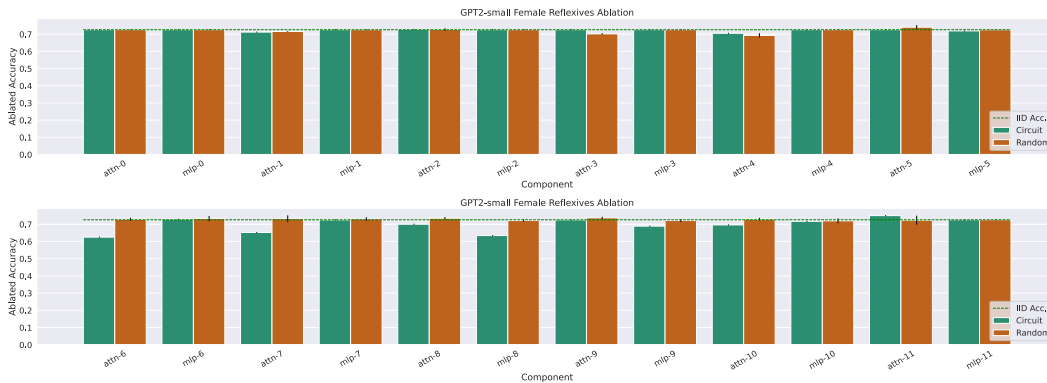 GPT2-small Female Reflexives Ablation
Ablated Accuracy
0.7
0.6
0.5
0.4
0.3
0.2
0.1
0.0
attn-0 mlp-0 attn-1 mlp-1 attn-2 mlp-2 attn-3 mlp-3 attn-4 mlp-4 attn-5 mlp-5
Component
IID Acc.
Circuit
Random
GPT2-small Female Reflexives Ablation
Ablated Accuracy
0.7
0.6
0.5
0.4
0.3
0.2
0.1
0.0
attn-6 mlp-6 attn-7 mlp-7 attn-8 mlp-8 attn-9 mlp-9 attn-10 mlp-10 attn-11 mlp-11
Component
IID Acc.
Circuit
Random